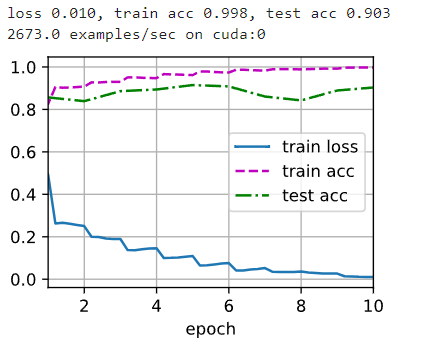 loss 0.010, train acc 0.998, test acc 0.903
2673.0 examples/sec on cuda:0
1.0
0.8
0.6
0.4
0.2
0.0
train loss
train acc
test acc
2 4 6 8 10
epoch